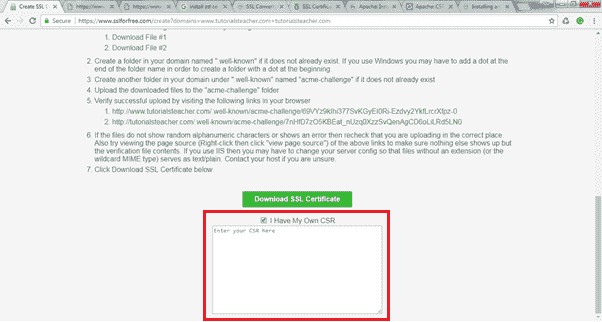 Create SSL C
https://www
https://www
install ssl ce
SSL Conver
SSL Certific
Apache Ins
Apache CS
Installing a
Secure
https://www.sslforfree.com/create?domains=www.tutorialsteacher.com+tutorialsteacher.com
1. Download File #1
2. Download File #2
2. Create a folder in your domain named ".well-known" if it does not already exist. If you use Windows you may have to add a dot at the
end of the folder name in order to create a folder with a dot at the beginning.
3. Create another folder in your domain under ".well-known" named "acme-challenge" if it does not already exist
4. Upload the downloaded files to the "acme-challenge" folder
5. Verify successful upload by visiting the following links in your browser
1. http://www.tutorialsteacher.com/.well-known/acme-challenge/
2. http://tutorialsteacher.com/.well-known/acme-challenge/
6. If the files do not show random alphanumeric characters or shows an error then recheck that you are uploading in the correct place.
Also try viewing the page source (Right-click then click "view page source") of the above links to make sure nothing else shows up but
the verification file contents. If you use IIS then you may have to change your server config so that files without an extension (or the
wildcard MIME type) serves as text/plain. Contact your host if you are unsure.
7. Click Download SSL Certificate below.
Download SSL Certificate
I Have My Own CSR
Enter your CSR here